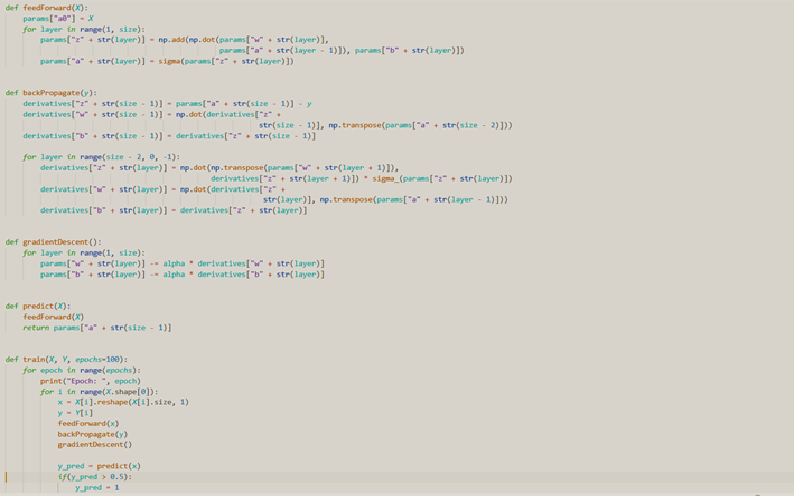 def feedForward(X):
params["a0"] = X
for layer in range(1, size):
params["z" + str(layer)] = np.add(np.dot(params["w" + str(layer)],
params["a" + str(layer - 1)]), params["b" + str(layer)])
params["a" + str(layer)] = sigma(params["z" + str(layer)])
def backPropagate(y):
derivatives["z" + str(size - 1)] = params["a" + str(size - 1)] - y
derivatives["w" + str(size - 1)] = np.dot(derivatives["z" +
str(size - 1)], np.transpose(params["a" + str(size - 2)]))
derivatives["b" + str(size - 1)] = derivatives["z" + str(size - 1)]
for layer in range(size - 2, 0, -1):
derivatives["z" + str(layer)] = np.dot(np.transpose(params["w" + str(layer + 1)]),
derivatives["z" + str(layer + 1)]) * sigma_(params["z" + str(layer)])
derivatives["w" + str(layer)] = np.dot(derivatives["z" +
str(layer)], np.transpose(params["a" + str(layer - 1)]))
derivatives["b" + str(layer)] = derivatives["z" + str(layer)]
def gradientDescent():
for layer in range(1, size):
params["w" + str(layer)] -= alpha * derivatives["w" + str(layer)]
params["b" + str(layer)] -= alpha * derivatives["b" + str(layer)]
def predict(X):
feedForward(X)
return params["a" + str(size - 1)]
def train(X, Y, epochs=100):
for epoch in range(epochs):
print("Epoch: ", epoch)
for i in range(X.shape[0]):
x = X[i].reshape(X[i].size, 1)
y = Y[i]
feedForward(x)
backPropagate(y)
gradientDescent()
y_pred = predict(x)
if(y_pred > 0.5):
y_pred = 1